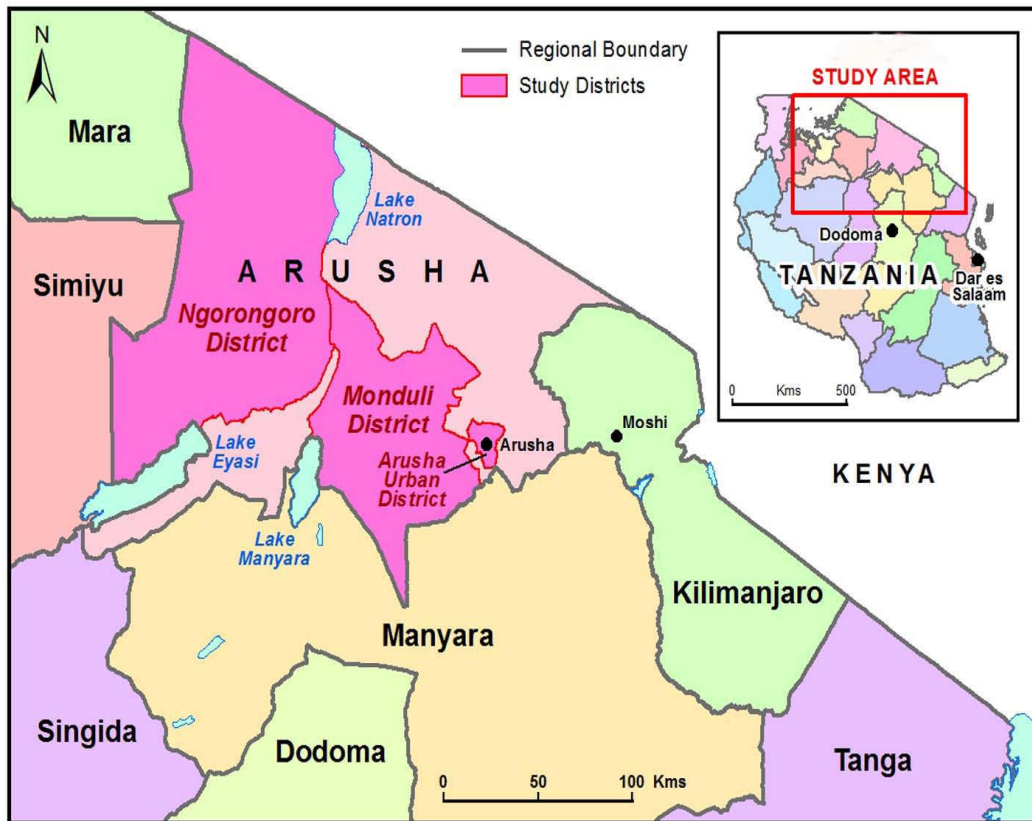 N
Regional Boundary
Study Districts
STUDY AREA
Dodoma
TANZANIA
Dar es
Salaam
0 Kms 500
Mara
Lake
Natron
ARUSHA
Simiyu
Ngorongoro
District
Monduli
District
Arusha
Moshi
Lake
Eyasi
Arusha
Urban
District
KENYA
Lake
Manyara
Kilimanjaro
Manyara
Singida
Dodoma
Tanga
0 50 100 Kms